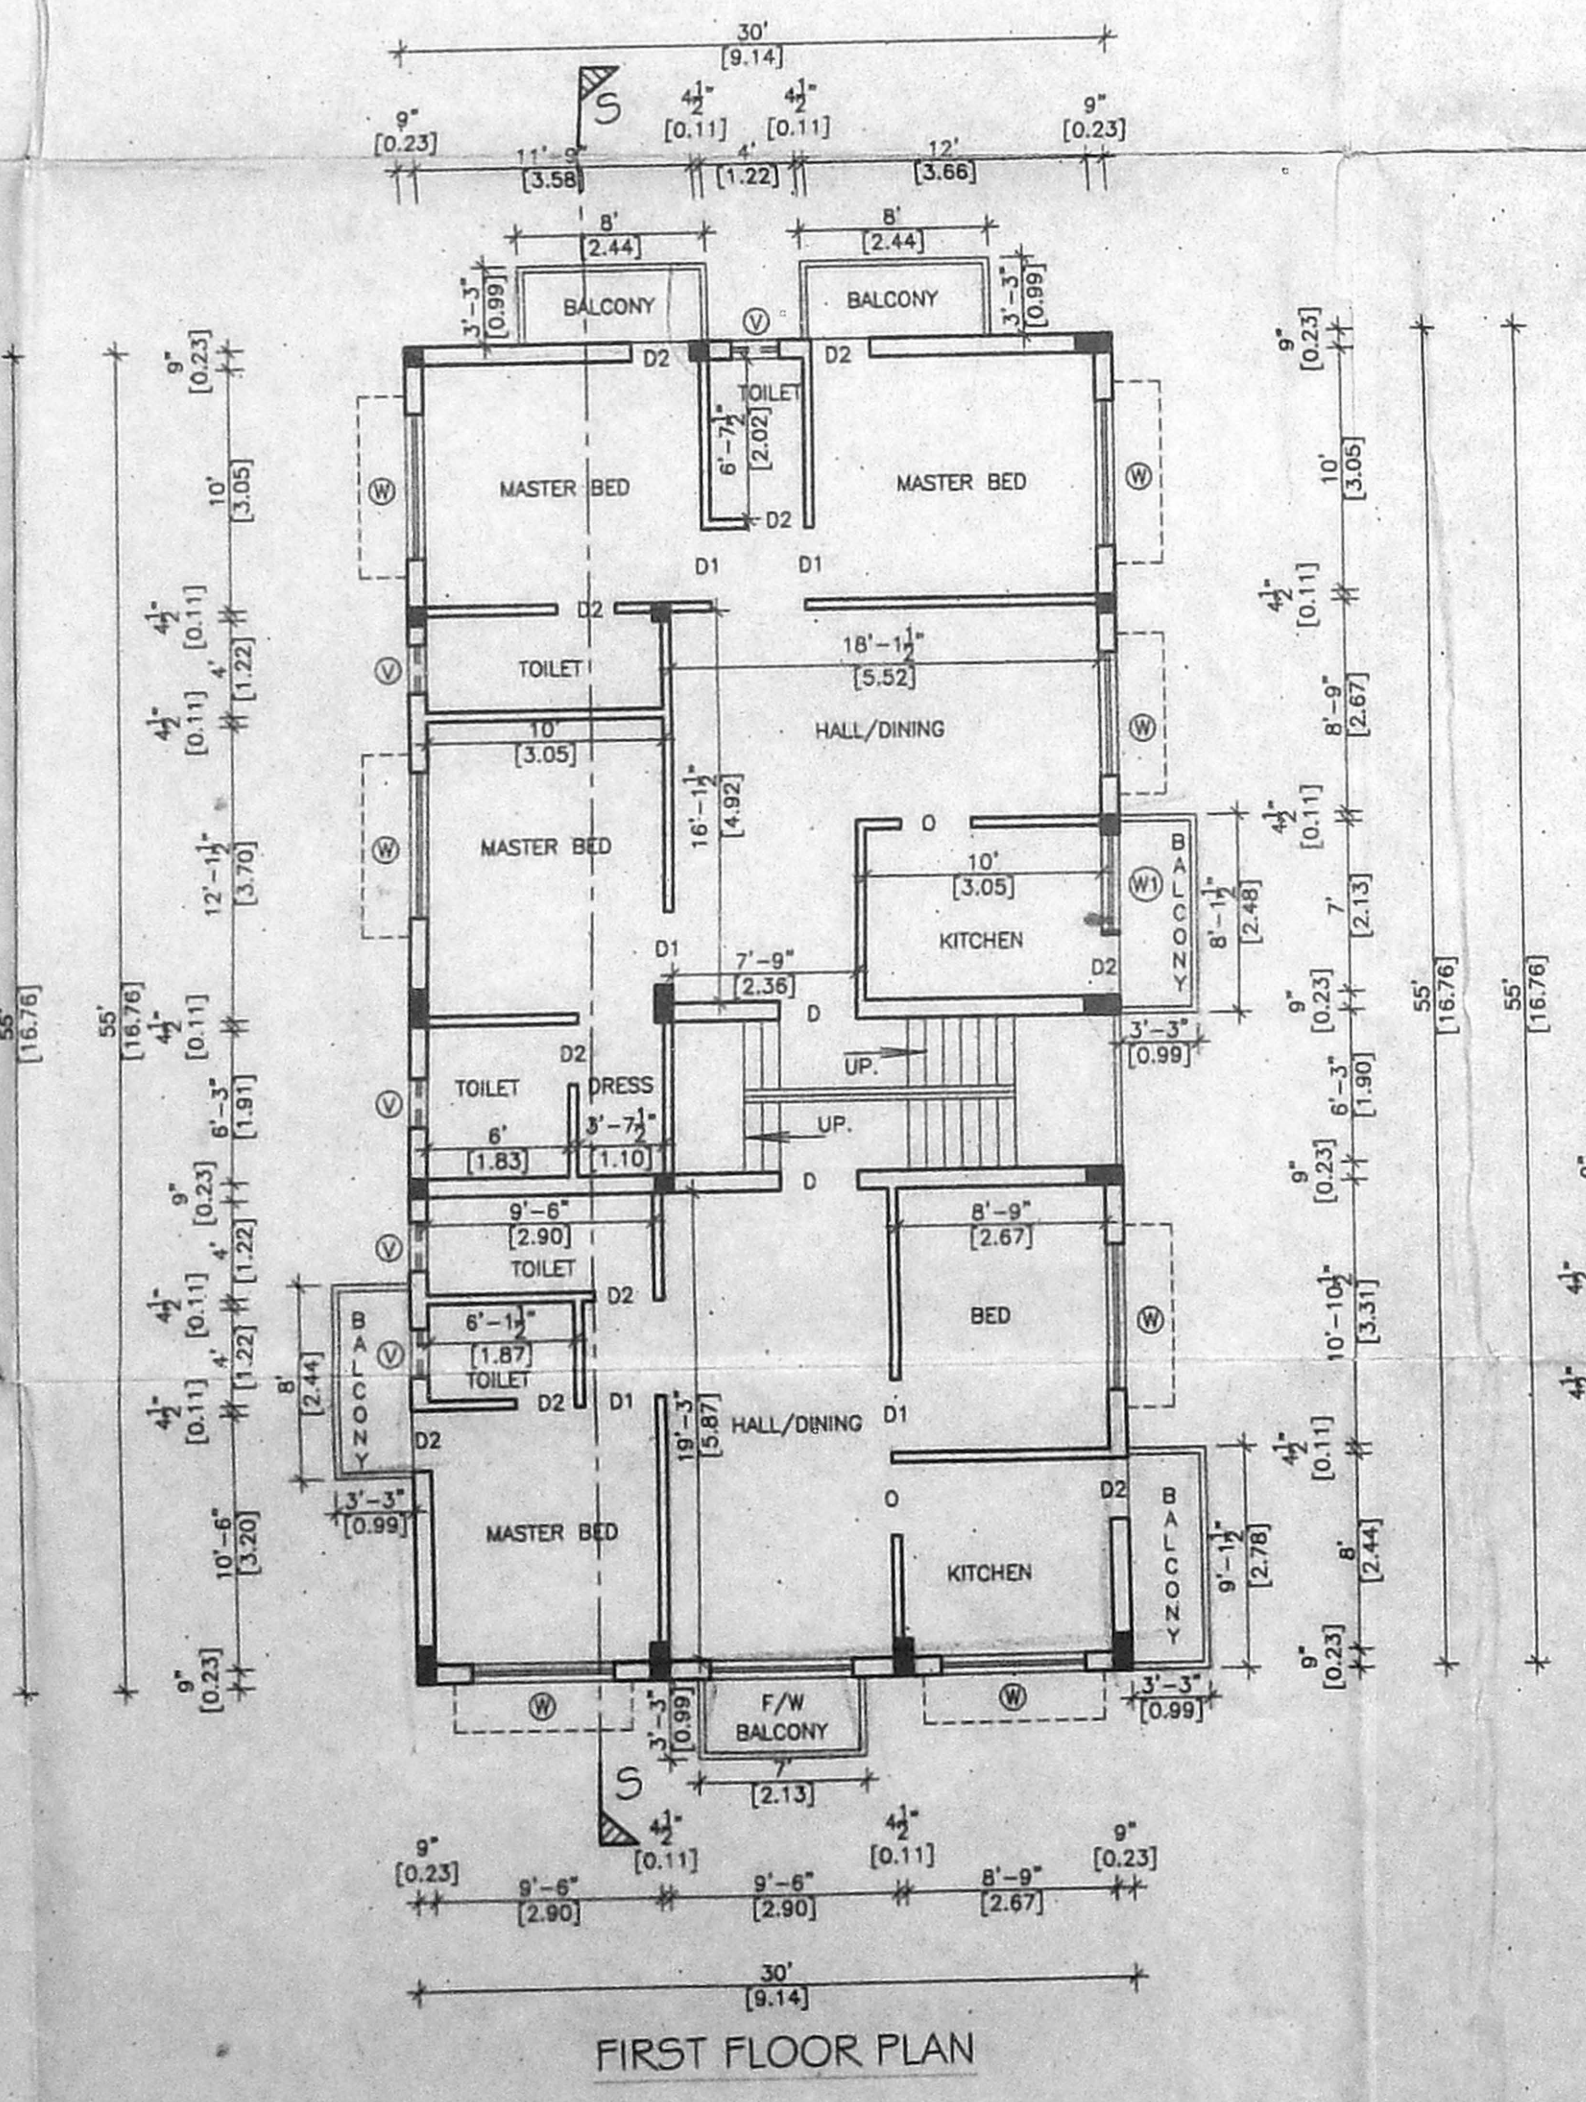 30'
[9.14]
S
9"
[0.23]
11'-9"
[3.58]
4½"
[0.11]
4'
[1.22]
4½"
[0.11]
12'
[3.66]
9"
[0.23]
8'
[2.44]
8'
[2.44]
3'-3"
[0.99]
BALCONY
V
BALCONY
3'-3"
[0.99]
9"
[0.23]
D2
D2
9"
[0.23]
TOILET
6'-7½"
[2.02]
10'
[3.05]
W
MASTER BED
MASTER BED
W
10'
[3.05]
D2
D1
D1
4½"
[0.11]
D2
4½"
[0.11]
4'
[1.22]
V
TOILET
18'-1½"
[5.52]
4½"
[0.11]
HALL/DINING
W
8'-9"
[2.67]
10'
[3.05]
16'-1½"
[4.92]
O
4½"
[0.11]
12'-1½"
[3.70]
W
MASTER BED
10'
[3.05]
W1
BALCONY
8'-1½"
[2.48]
7'
[2.13]
KITCHEN
D1
7'-9"
[2.36]
D2
55'
[16.76]
55'
[16.76]
4½"
[0.11]
D
9"
[0.23]
55'
[16.76]
55'
[16.76]
3'-3"
[0.99]
D2
UP.
6'-3"
[1.91]
V
TOILET
DRESS
UP.
6'-3"
[1.90]
6'
[1.83]
3'-7½"
[1.10]
9"
[0.23]
D
9"
[0.23]
9"
4'
[1.22]
V
9'-6"
[2.90]
8'-9"
[2.67]
TOILET
D2
4½"
[0.11]
4½"
BED
W
10'-10½"
[3.31]
6'-1½"
[1.87]
4'
[1.22]
V
TOILET
8'
[2.44]
BALCONY
4½"
[0.11]
D2
D1
HALL/DINING
D1
4½"
D2
19'-3"
[5.87]
4½"
[0.11]
O
D2
BALCONY
9'-1½"
[2.78]
3'-3"
[0.99]
10'-6"
[3.20]
MASTER BED
KITCHEN
8'
[2.44]
9"
[0.23]
9"
[0.23]
W
3'-3"
[0.99]
F/W
BALCONY
W
3'-3"
[0.99]
7'
[2.13]
S
9"
[0.23]
9'-6"
[2.90]
4½"
[0.11]
9'-6"
[2.90]
4½"
[0.11]
8'-9"
[2.67]
9"
[0.23]
30'
[9.14]
FIRST FLOOR PLAN